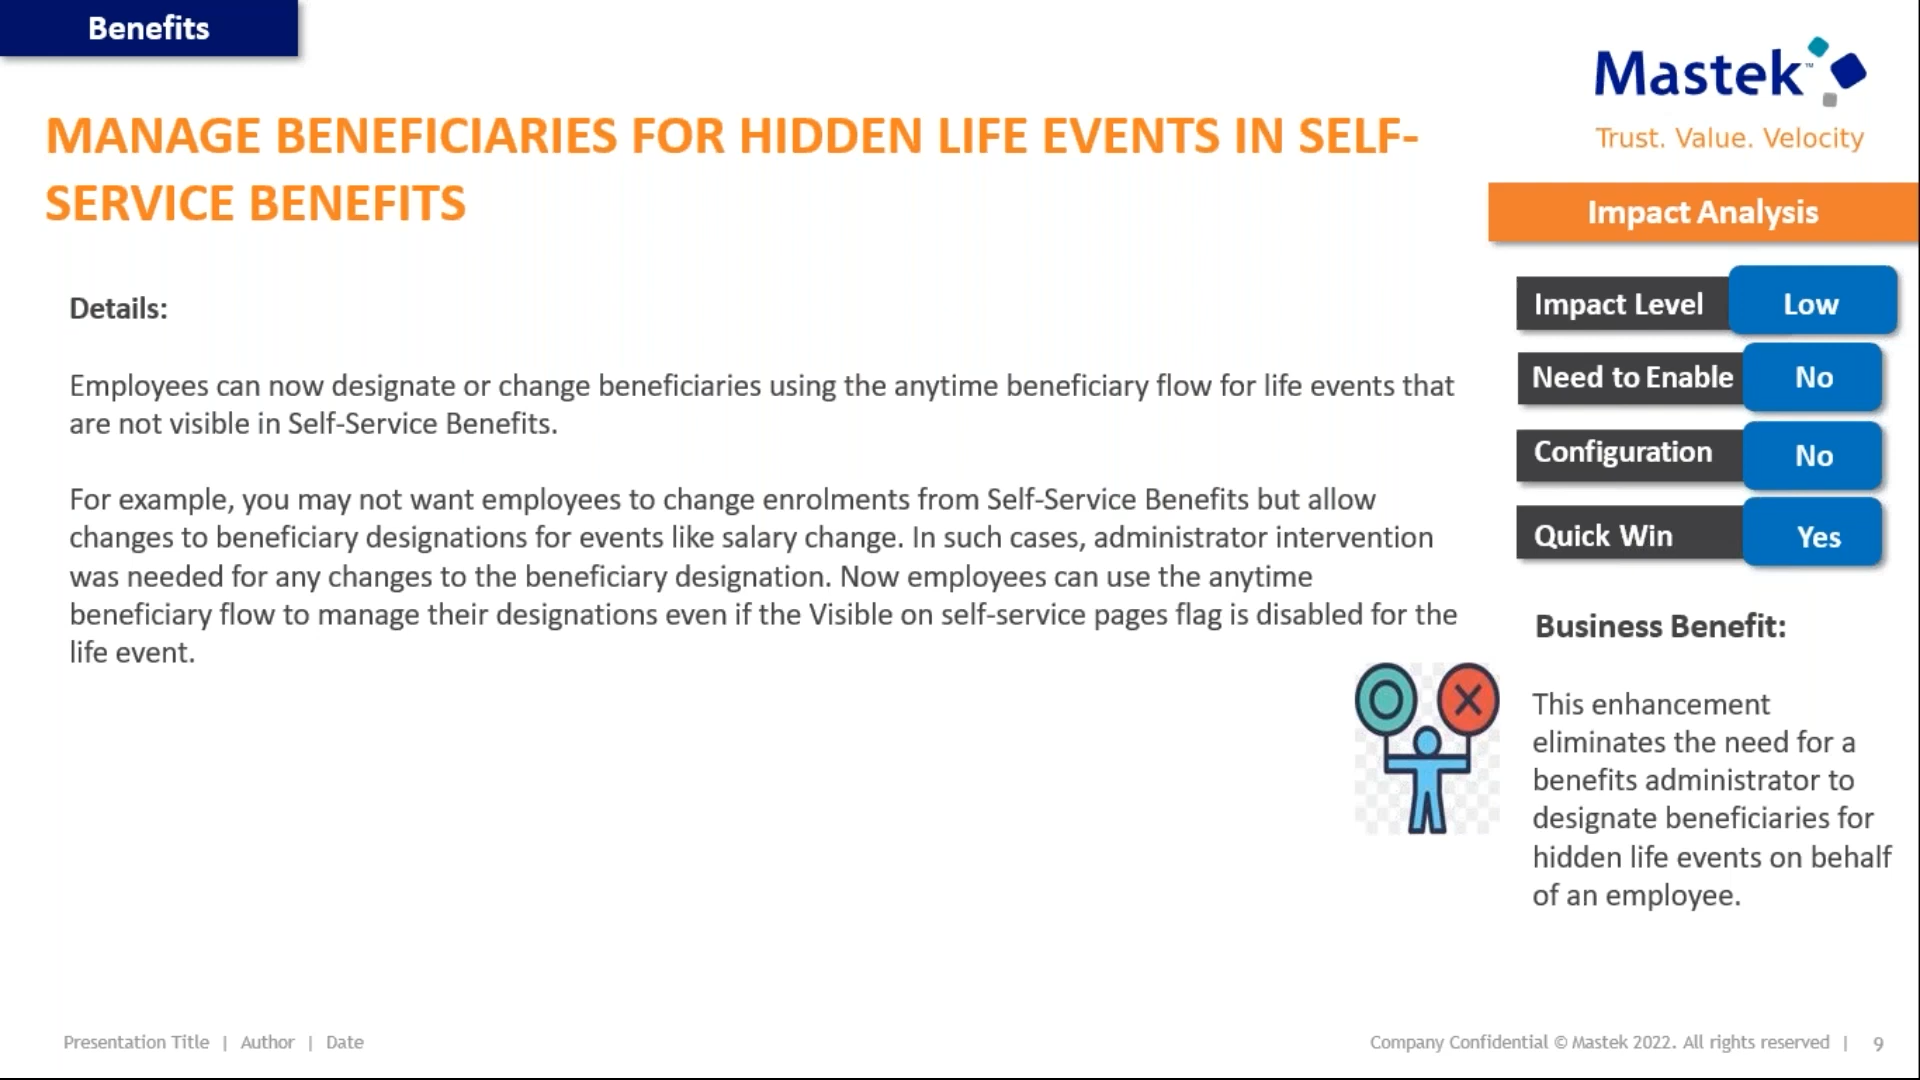 Benefits
Mastek™
Trust. Value. Velocity
MANAGE BENEFICIARIES FOR HIDDEN LIFE EVENTS IN SELF-
SERVICE BENEFITS
Impact Analysis
Impact Level Low
Need to Enable No
Configuration No
Quick Win Yes
Details:
Employees can now designate or change beneficiaries using the anytime beneficiary flow for life events that
are not visible in Self-Service Benefits.
For example, you may not want employees to change enrolments from Self-Service Benefits but allow
changes to beneficiary designations for events like salary change. In such cases, administrator intervention
was needed for any changes to the beneficiary designation. Now employees can use the anytime
beneficiary flow to manage their designations even if the Visible on self-service pages flag is disabled for the
life event.
Business Benefit:
This enhancement
eliminates the need for a
benefits administrator to
designate beneficiaries for
hidden life events on behalf
of an employee.
Presentation Title | Author | Date
Company Confidential © Mastek 2022. All rights reserved | 9